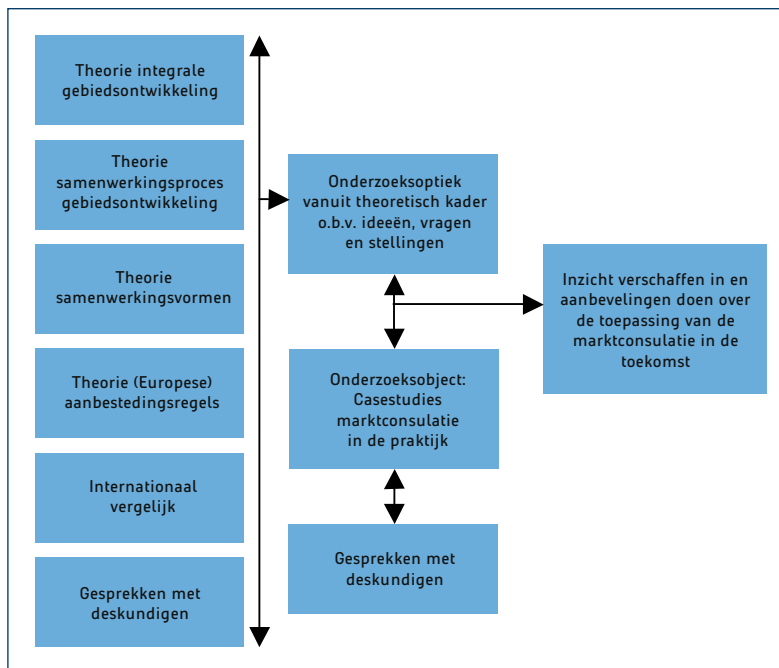 Theorie integrale
gebiedsontwikkeling
Theorie
samenwerkingsproces
gebiedsontwikkeling
Theorie
samenwerkingsvormen
Theorie (Europese)
aanbestedingsregels
Internationaal
vergelijk
Gesprekken met
deskundigen
Onderzoeksoptiek
vanuit theoretisch kader
o.b.v. ideeën, vragen
en stellingen
Onderzoeksobject:
Casestudies
marktconsulatie
in de praktijk
Gesprekken met
deskundigen
Inzicht verschaffen in en
aanbevelingen doen over
de toepassing van de
marktconsulatie in de
toekomst